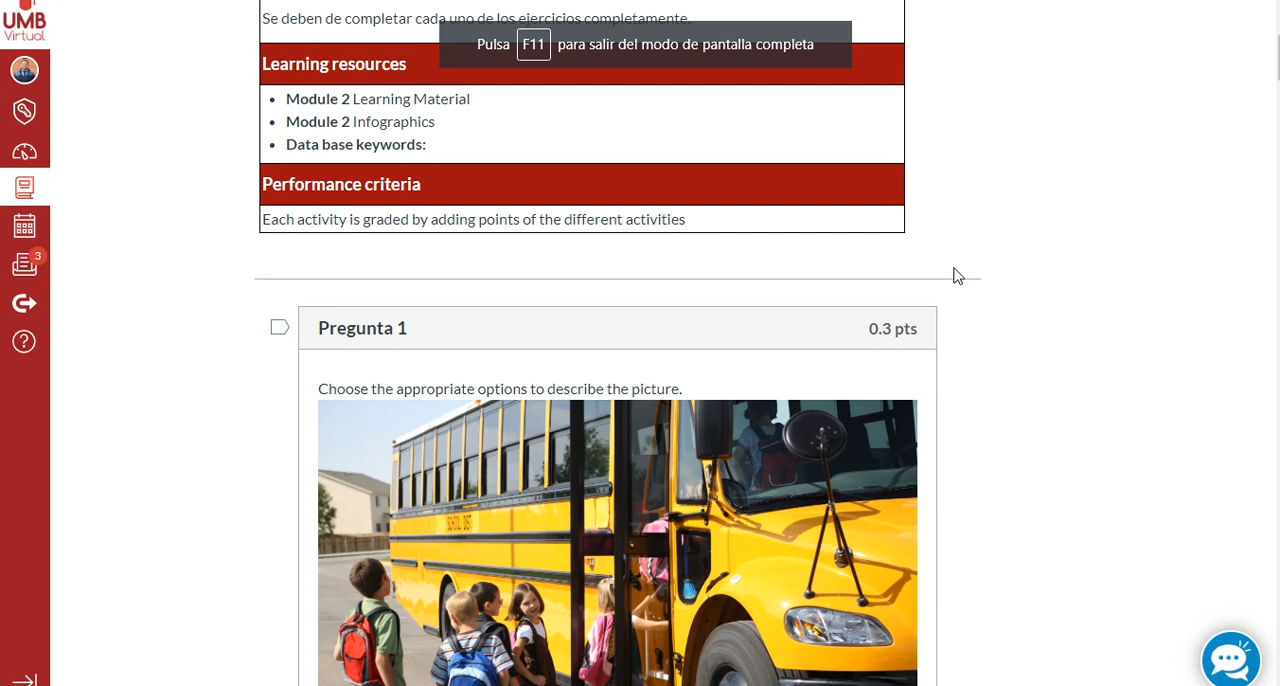 UMB
Virtual
Se deben de completar cada uno de los ejercicios completamente.
Pulsa F11 para salir del modo de pantalla completa
Learning resources
Module 2 Learning Material
Module 2 Infographics
Data base keywords:
Performance criteria
Each activity is graded by adding points of the different activities
3
Pregunta 1
0.3 pts
Choose the appropriate options to describe the picture.